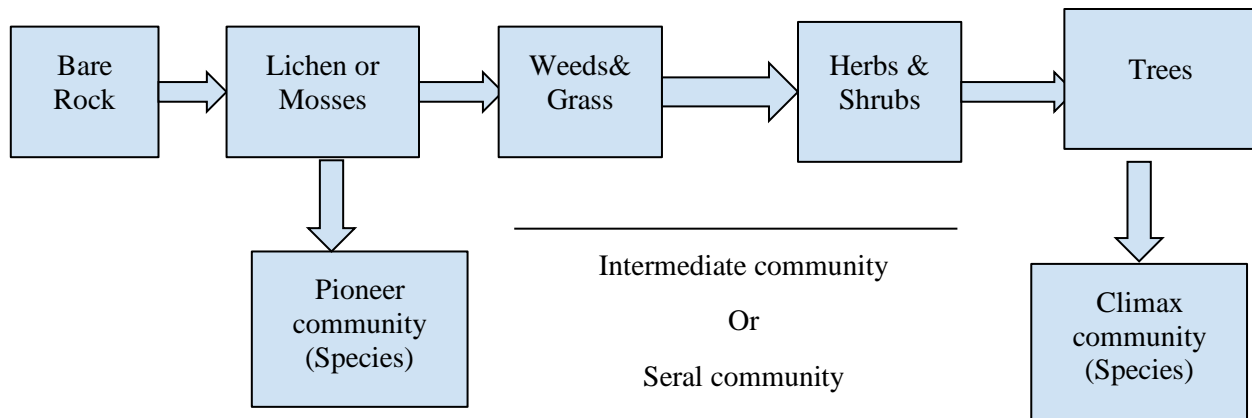 Bare
Rock
Lichen or
Mosses
Weeds&
Grass
Herbs &
Shrubs
Trees
Pioneer
community
(Species)
Intermediate community
Or
Seral community
Climax
community
(Species)